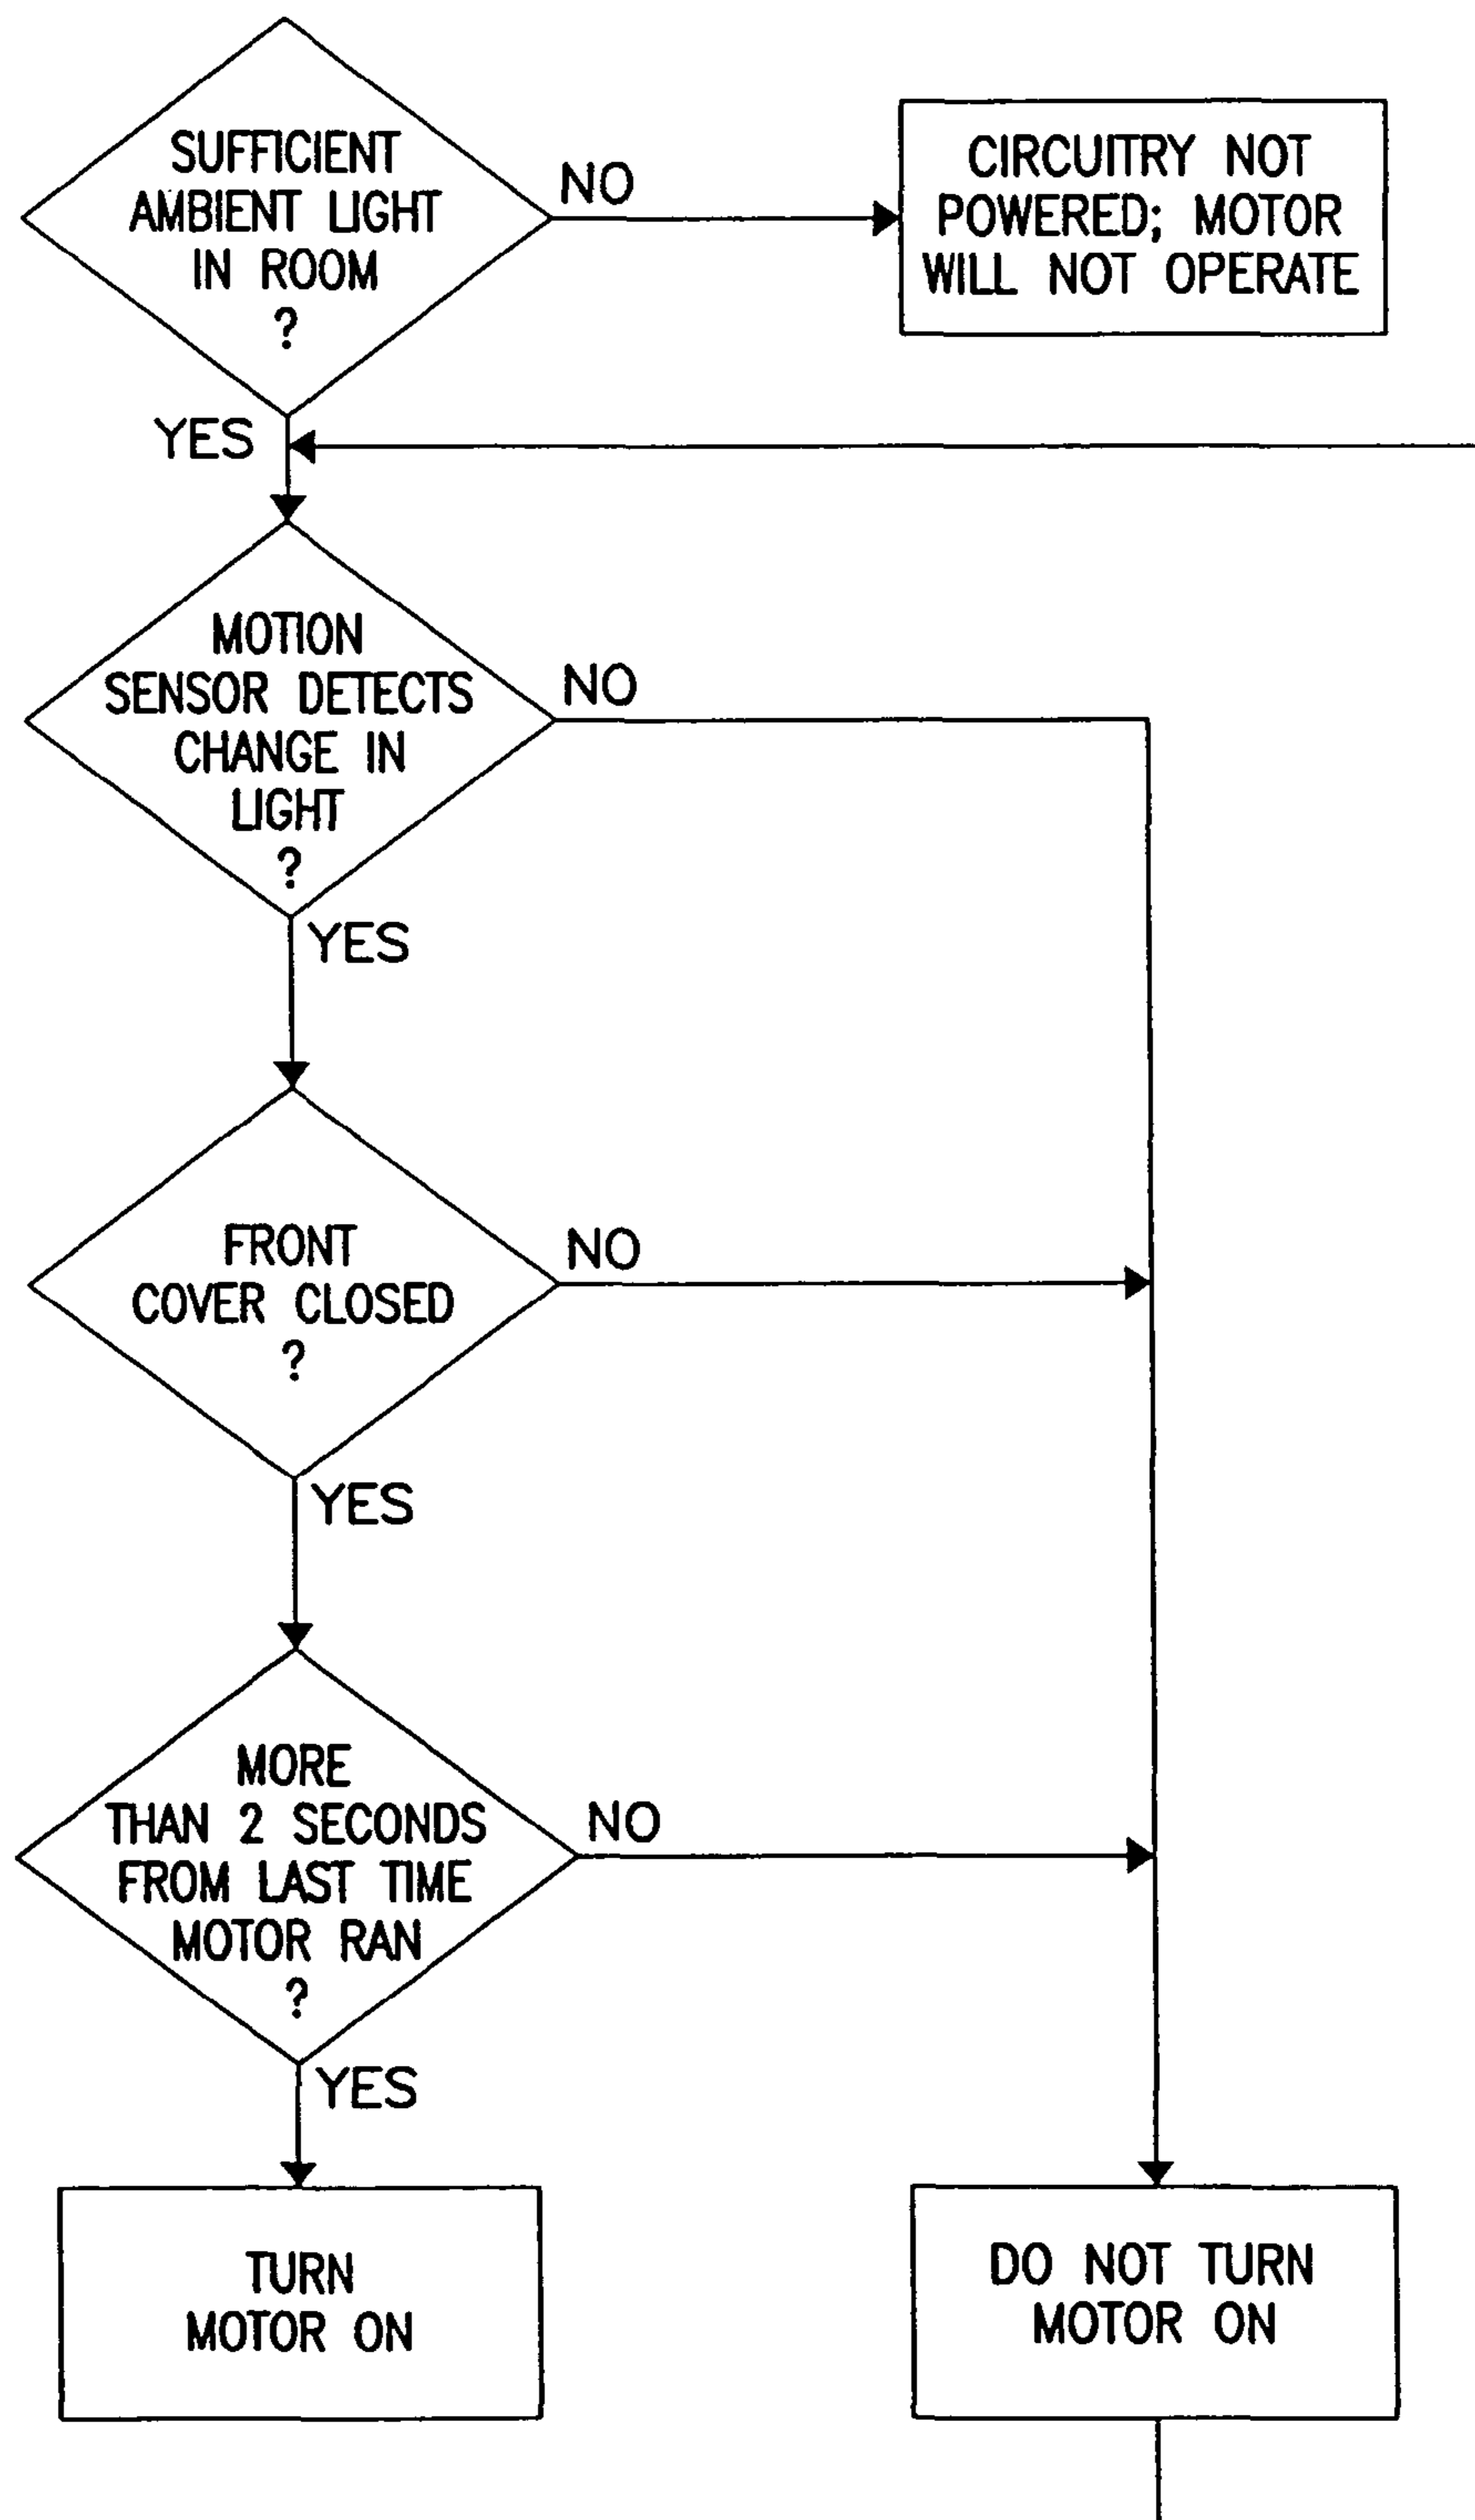 SUFFICIENT
AMBIENT LIGHT
IN ROOM
?
NO
CIRCUITRY NOT
POWERED; MOTOR
WILL NOT OPERATE
YES
MOTION
SENSOR DETECTS
CHANGE IN
LIGHT
?
NO
YES
FRONT
COVER CLOSED
?
NO
YES
MORE
THAN 2 SECONDS
FROM LAST TIME
MOTOR RAN
?
NO
YES
TURN
MOTOR ON
DO NOT TURN
MOTOR ON